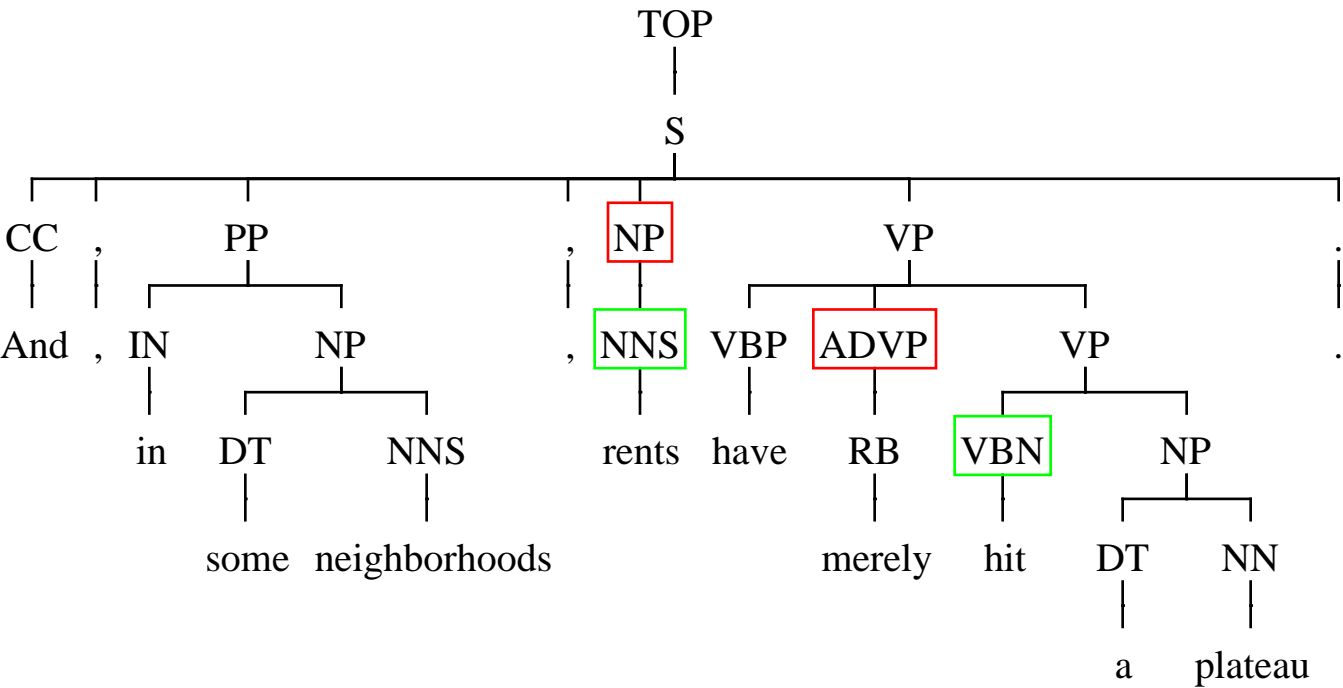 TOP
S
CC , PP , NP VP .
And , IN NP , NNS VBP ADVP VP .
in DT NNS rents have RB VBN NP
some neighborhoods merely hit DT NN
a plateau